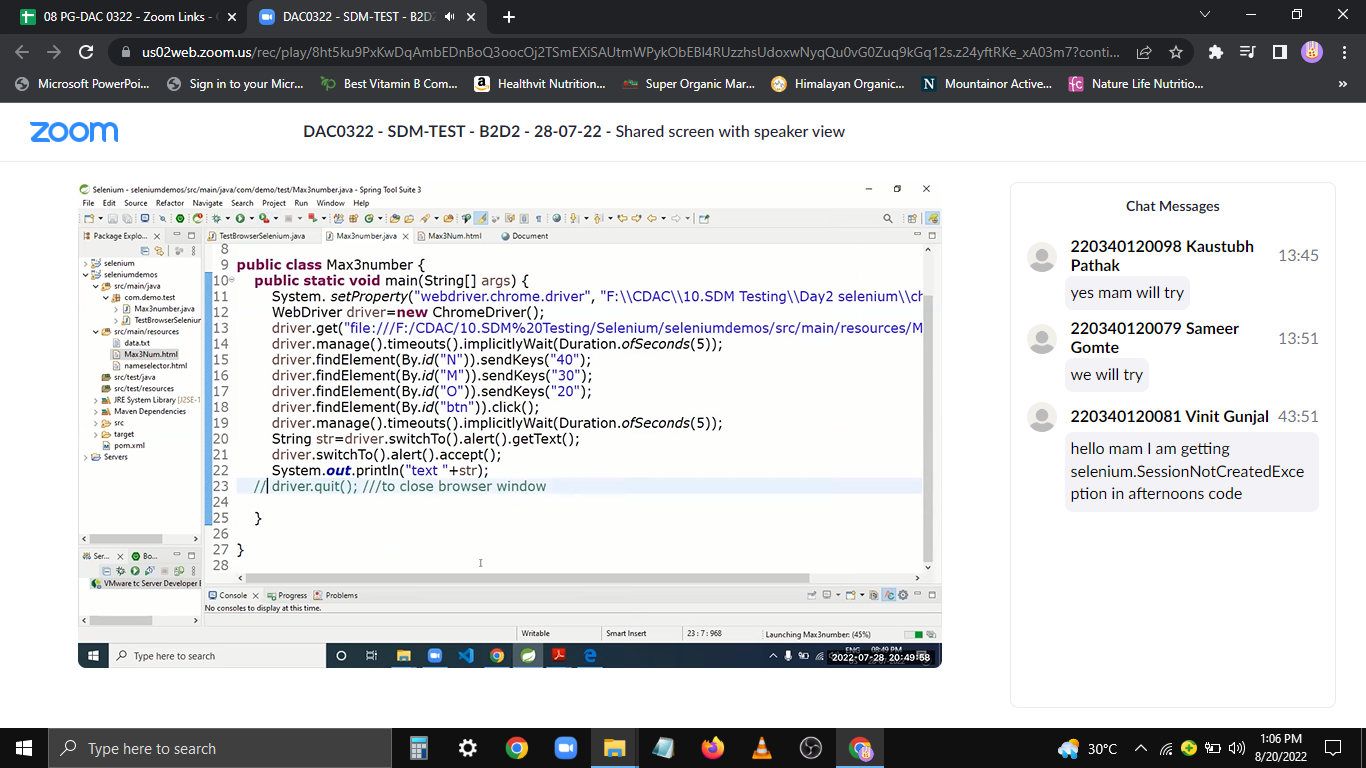 08 PG-DAC 0322 - Zoom Links -
DAC0322 - SDM-TEST - B2D2
us02web.zoom.us/rec/play/8ht5ku9PxKwDqAmbEDnBoQ3oocOj2TSmEXiSAUtmWPykObEBl4RUzzhsUdoxwNyqQu0vG0Zuq9kGq12s.z24yftRKe_xA03m7?conti...
Microsoft PowerPoi...
Sign in to your Micr...
Best Vitamin B Com...
Healthvit Nutrition...
Super Organic Mar...
Himalayan Organic...
Mountainor Active...
Nature Life Nutritio...
zoom
DAC0322 - SDM-TEST - B2D2 - 28-07-22 - Shared screen with speaker view
Selenium - seleniumdemos/src/main/java/com/demo/test/Max3number.java - Spring Tool Suite 3
File Edit Source Refactor Navigate Search Project Run Window Help
Package Explo...
selenium
seleniumdemos
src/main/java
com.demo.test
Max3number.java
TestBrowserSelenium.
src/main/resources
data.txt
Max3Num.html
nameselector.html
src/test/java
src/test/resources
JRE System Library [J2SE-1
Maven Dependencies
src
target
pom.xml
Servers
Ser... Bo...
VMware tc Server Developer E
TestBrowserSelenium.java Max3number.java Max3Num.html Document
8
9 public class Max3number {
10 public static void main(String[] args) {
11 System. setProperty("webdriver.chrome.driver", "F:\\CDAC\\10.SDM Testing\\Day2 selenium\\ch
12 WebDriver driver=new ChromeDriver();
13 driver.get("file:///F:/CDAC/10.SDM%20Testing/Selenium/seleniumdemos/src/main/resources/M
14 driver.manage().timeouts().implicitlyWait(Duration.ofSeconds(5));
15 driver.findElement(By.id("N")).sendKeys("40");
16 driver.findElement(By.id("M")).sendKeys("30");
17 driver.findElement(By.id("O")).sendKeys("20");
18 driver.findElement(By.id("btn")).click();
19 driver.manage().timeouts().implicitlyWait(Duration.ofSeconds(5));
20 String str=driver.switchTo().alert().getText();
21 driver.switchTo().alert().accept();
22 System.out.println("text "+str);
23 // driver.quit(); ///to close browser window
24
25 }
26
27 }
28
Console Progress Problems
No consoles to display at this time.
Writable Smart Insert 23 : 7 : 968 Launching Max3number: (45%)
Type here to search
ENG 08:49 PM
2022-07-28 20:49:58
Chat Messages
220340120098 Kaustubh Pathak 13:45
yes mam will try
220340120079 Sameer Gomte 13:51
we will try
220340120081 Vinit Gunjal 43:51
hello mam I am getting
selenium.SessionNotCreatedExce
ption in afternoons code
Type here to search
30°C
1:06 PM
8/20/2022